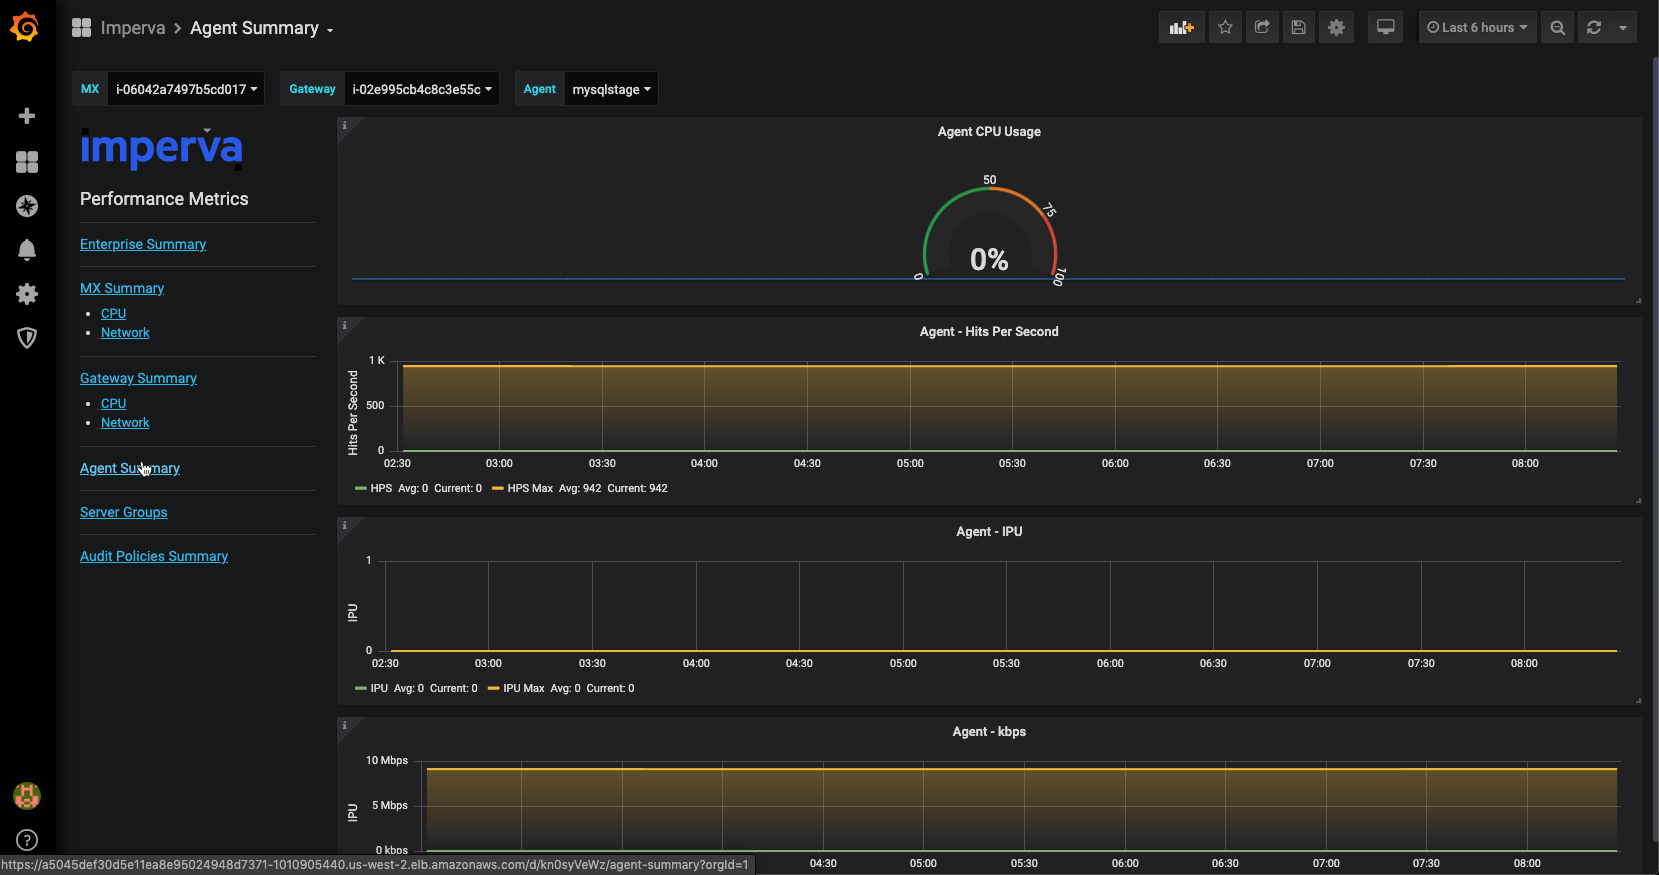 Imperva > Agent Summary
Last 6 hours
MX i-06042a7497b5cd017 Gateway i-02e995cb4c8c3e55c Agent mysqlstage
imperva
Performance Metrics
Enterprise Summary
MX Summary
• CPU
• Network
Gateway Summary
• CPU
• Network
Agent Summary
Server Groups
Audit Policies Summary
i
Agent CPU Usage
0 50 75 100
0%
i
Agent - Hits Per Second
Hits Per Second
1 K
500
0
02:30 03:00 03:30 04:00 04:30 05:00 05:30 06:00 06:30 07:00 07:30 08:00
HPS Avg: 0 Current: 0 HPS Max Avg: 942 Current: 942
i
Agent - IPU
IPU
1
0
02:30 03:00 03:30 04:00 04:30 05:00 05:30 06:00 06:30 07:00 07:30 08:00
IPU Avg: 0 Current: 0 IPU Max Avg: 0 Current: 0
i
Agent - kbps
IPU
10 Mbps
5 Mbps
0 kbps
04:30 05:00 05:30 06:00 06:30 07:00 07:30 08:00
?
https://a5045def30d5e11ea8e95024948d7371-1010905440.us-west-2.elb.amazonaws.com/d/kn0syVeWz/agent-summary?orgId=1